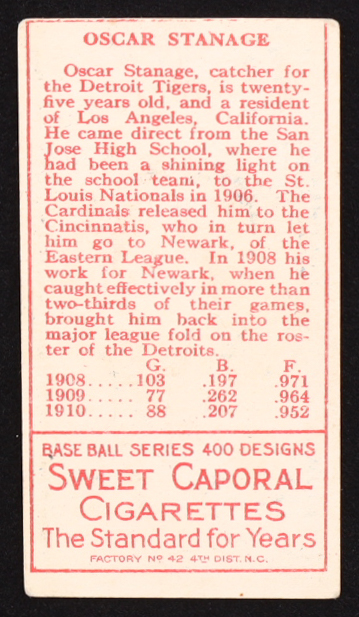 OSCAR STANAGE
Oscar Stanage, catcher for
the Detroit Tigers, is twenty-
five years old, and a resident
of Los Angeles, California.
He came direct from the San
Jose High School, where he
had been a shining light on
the school team, to the St.
Louis Nationals in 1906. The
Cardinals released him to the
Cincinnatis, who in turn let
him go to Newark, of the
Eastern League. In 1908 his
work for Newark, when he
caught effectively in more than
two-thirds of their games,
brought him back into the
major league fold on the ros-
ter of the Detroits.
G. B. F.
1908.....103 .197 .971
1909..... 77 .262 .964
1910..... 88 .207 .952
BASE BALL SERIES 400 DESIGNS
SWEET CAPORAL
CIGARETTES
The Standard for Years
FACTORY No 42 4TH DIST. N.C.